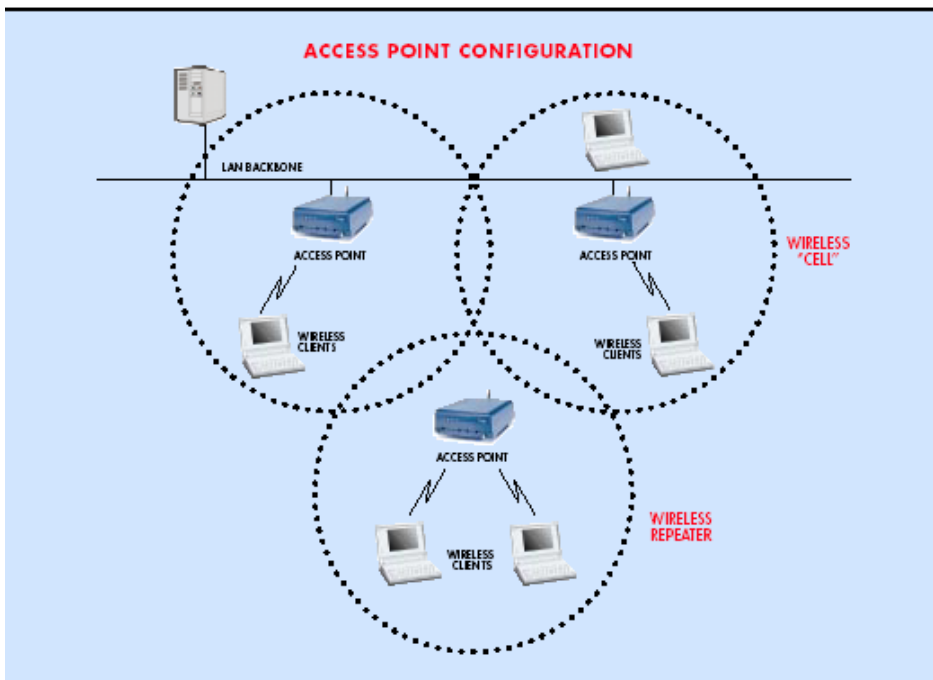 ACCESS POINT CONFIGURATION
LAN BACKBONE
ACCESS POINT
ACCESS POINT
WIRELESS
"CELL"
WIRELESS
CLIENTS
WIRELESS
CLIENTS
ACCESS POINT
WIRELESS
REPEATER
WIRELESS
CLIENTS